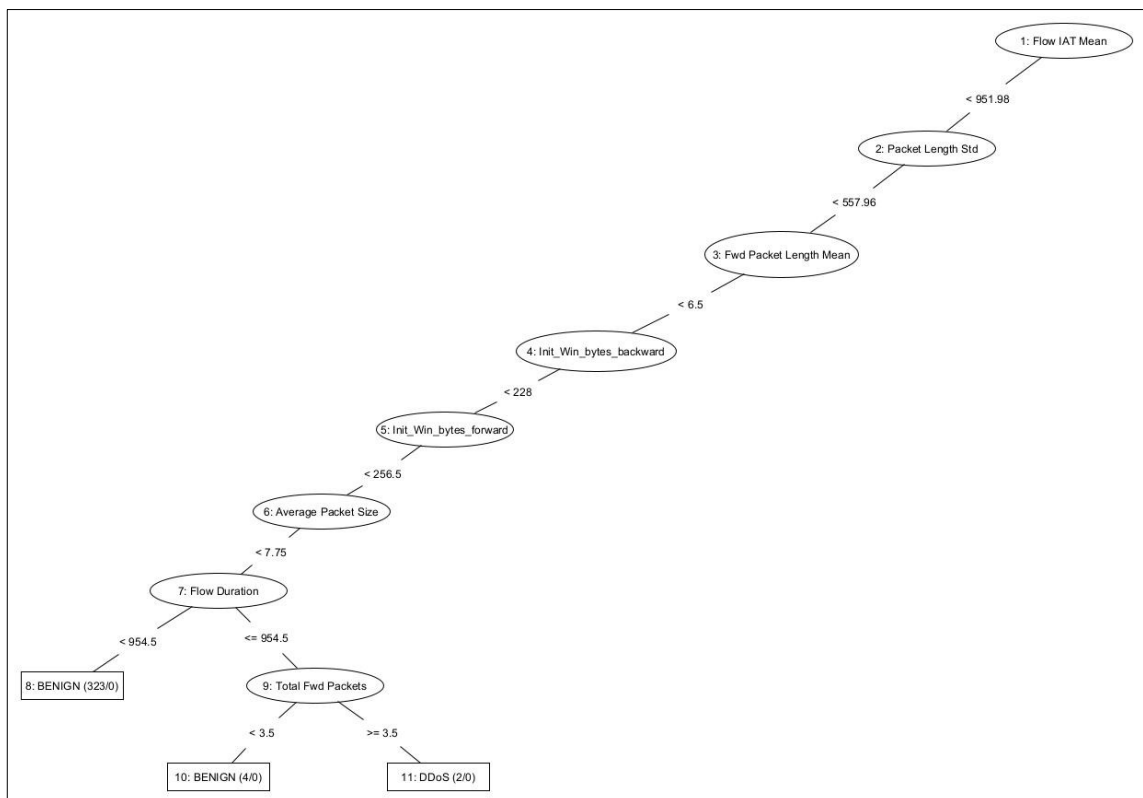 1: Flow IAT Mean
< 951.98
2: Packet Length Std
< 557.96
3: Fwd Packet Length Mean
< 6.5
4: Init_Win_bytes_backward
< 228
5: Init_Win_bytes_forward
< 256.5
6: Average Packet Size
< 7.75
7: Flow Duration
< 954.5
<= 954.5
8: BENIGN (323/0)
9: Total Fwd Packets
< 3.5
>= 3.5
10: BENIGN (4/0)
11: DDoS (2/0)